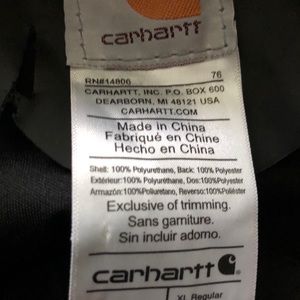 carhartt
RN#14806 76
CARHARTT, INC. P.O. BOX 600
DEARBORN, MI 48121 USA
CARHARTT.COM
Made in China
Fabriqué en Chine
Hecho en China
Shell: 100% Polyurethane, Back: 100% Polyester
Extérieur: 100% Polyuréthane, Dos:100%Polyester
Armazón:100%Poliuretano, Reverso:100%Poliéster
Exclusive of trimming.
Sans garniture.
Sin incluir adorno.
carhartt
XL Regular